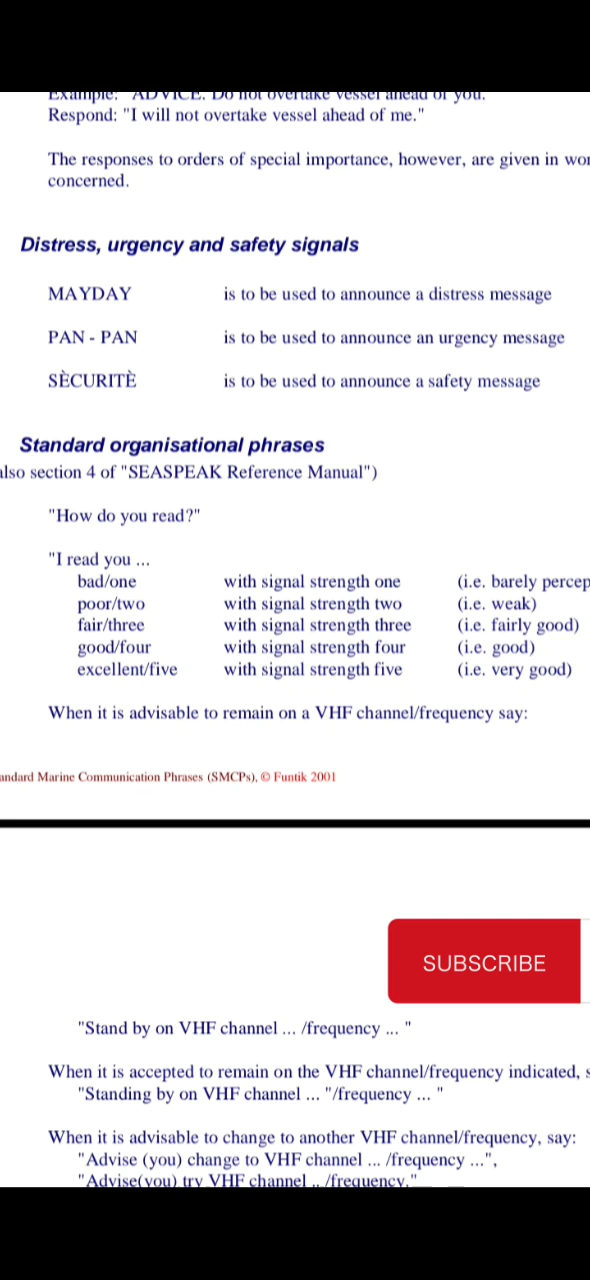 Example: "ADVICE. Do not overtake vessel ahead of you.
Respond: "I will not overtake vessel ahead of me."
The responses to orders of special importance, however, are given in wor
concerned.
Distress, urgency and safety signals
MAYDAY is to be used to announce a distress message
PAN - PAN is to be used to announce an urgency message
SÈCURITÈ is to be used to announce a safety message
Standard organisational phrases
also section 4 of "SEASPEAK Reference Manual")
"How do you read?"
"I read you ...
bad/one with signal strength one (i.e. barely percep
poor/two with signal strength two (i.e. weak)
fair/three with signal strength three (i.e. fairly good)
good/four with signal strength four (i.e. good)
excellent/five with signal strength five (i.e. very good)
When it is advisable to remain on a VHF channel/frequency say:
andard Marine Communication Phrases (SMCPs), © Funtik 2001
SUBSCRIBE
"Stand by on VHF channel ... /frequency ... "
When it is accepted to remain on the VHF channel/frequency indicated, s
"Standing by on VHF channel ... "/frequency ... "
When it is advisable to change to another VHF channel/frequency, say:
"Advise (you) change to VHF channel ... /frequency ...",
"Advise(you) try VHF channel .. /frequency."